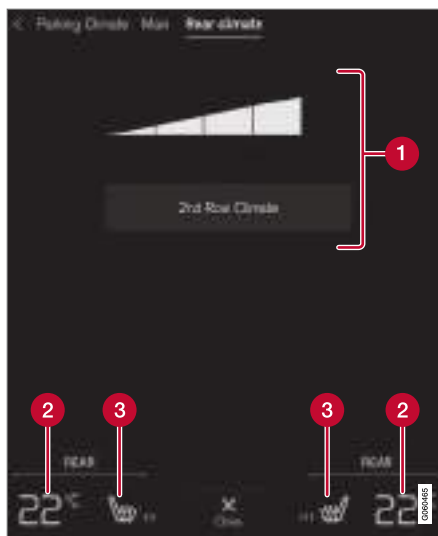 < Parking Climate Main Rear climate
1
2nd Row Climate
2 3 3 2
REAR REAR
22°C 22
Close
G060465